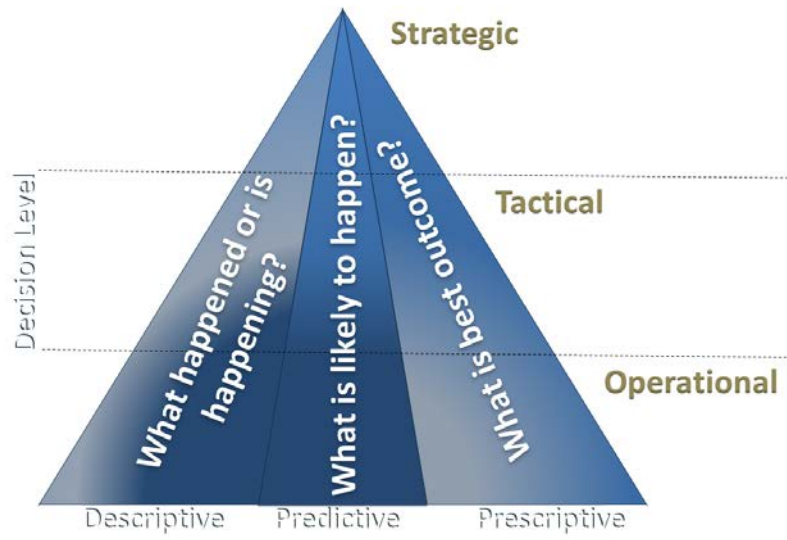 Strategic
What happened or is
happening?
What is likely to happen?
What is best outcome?
Tactical
Decision Level
Operational
Descriptive
Predictive
Prescriptive